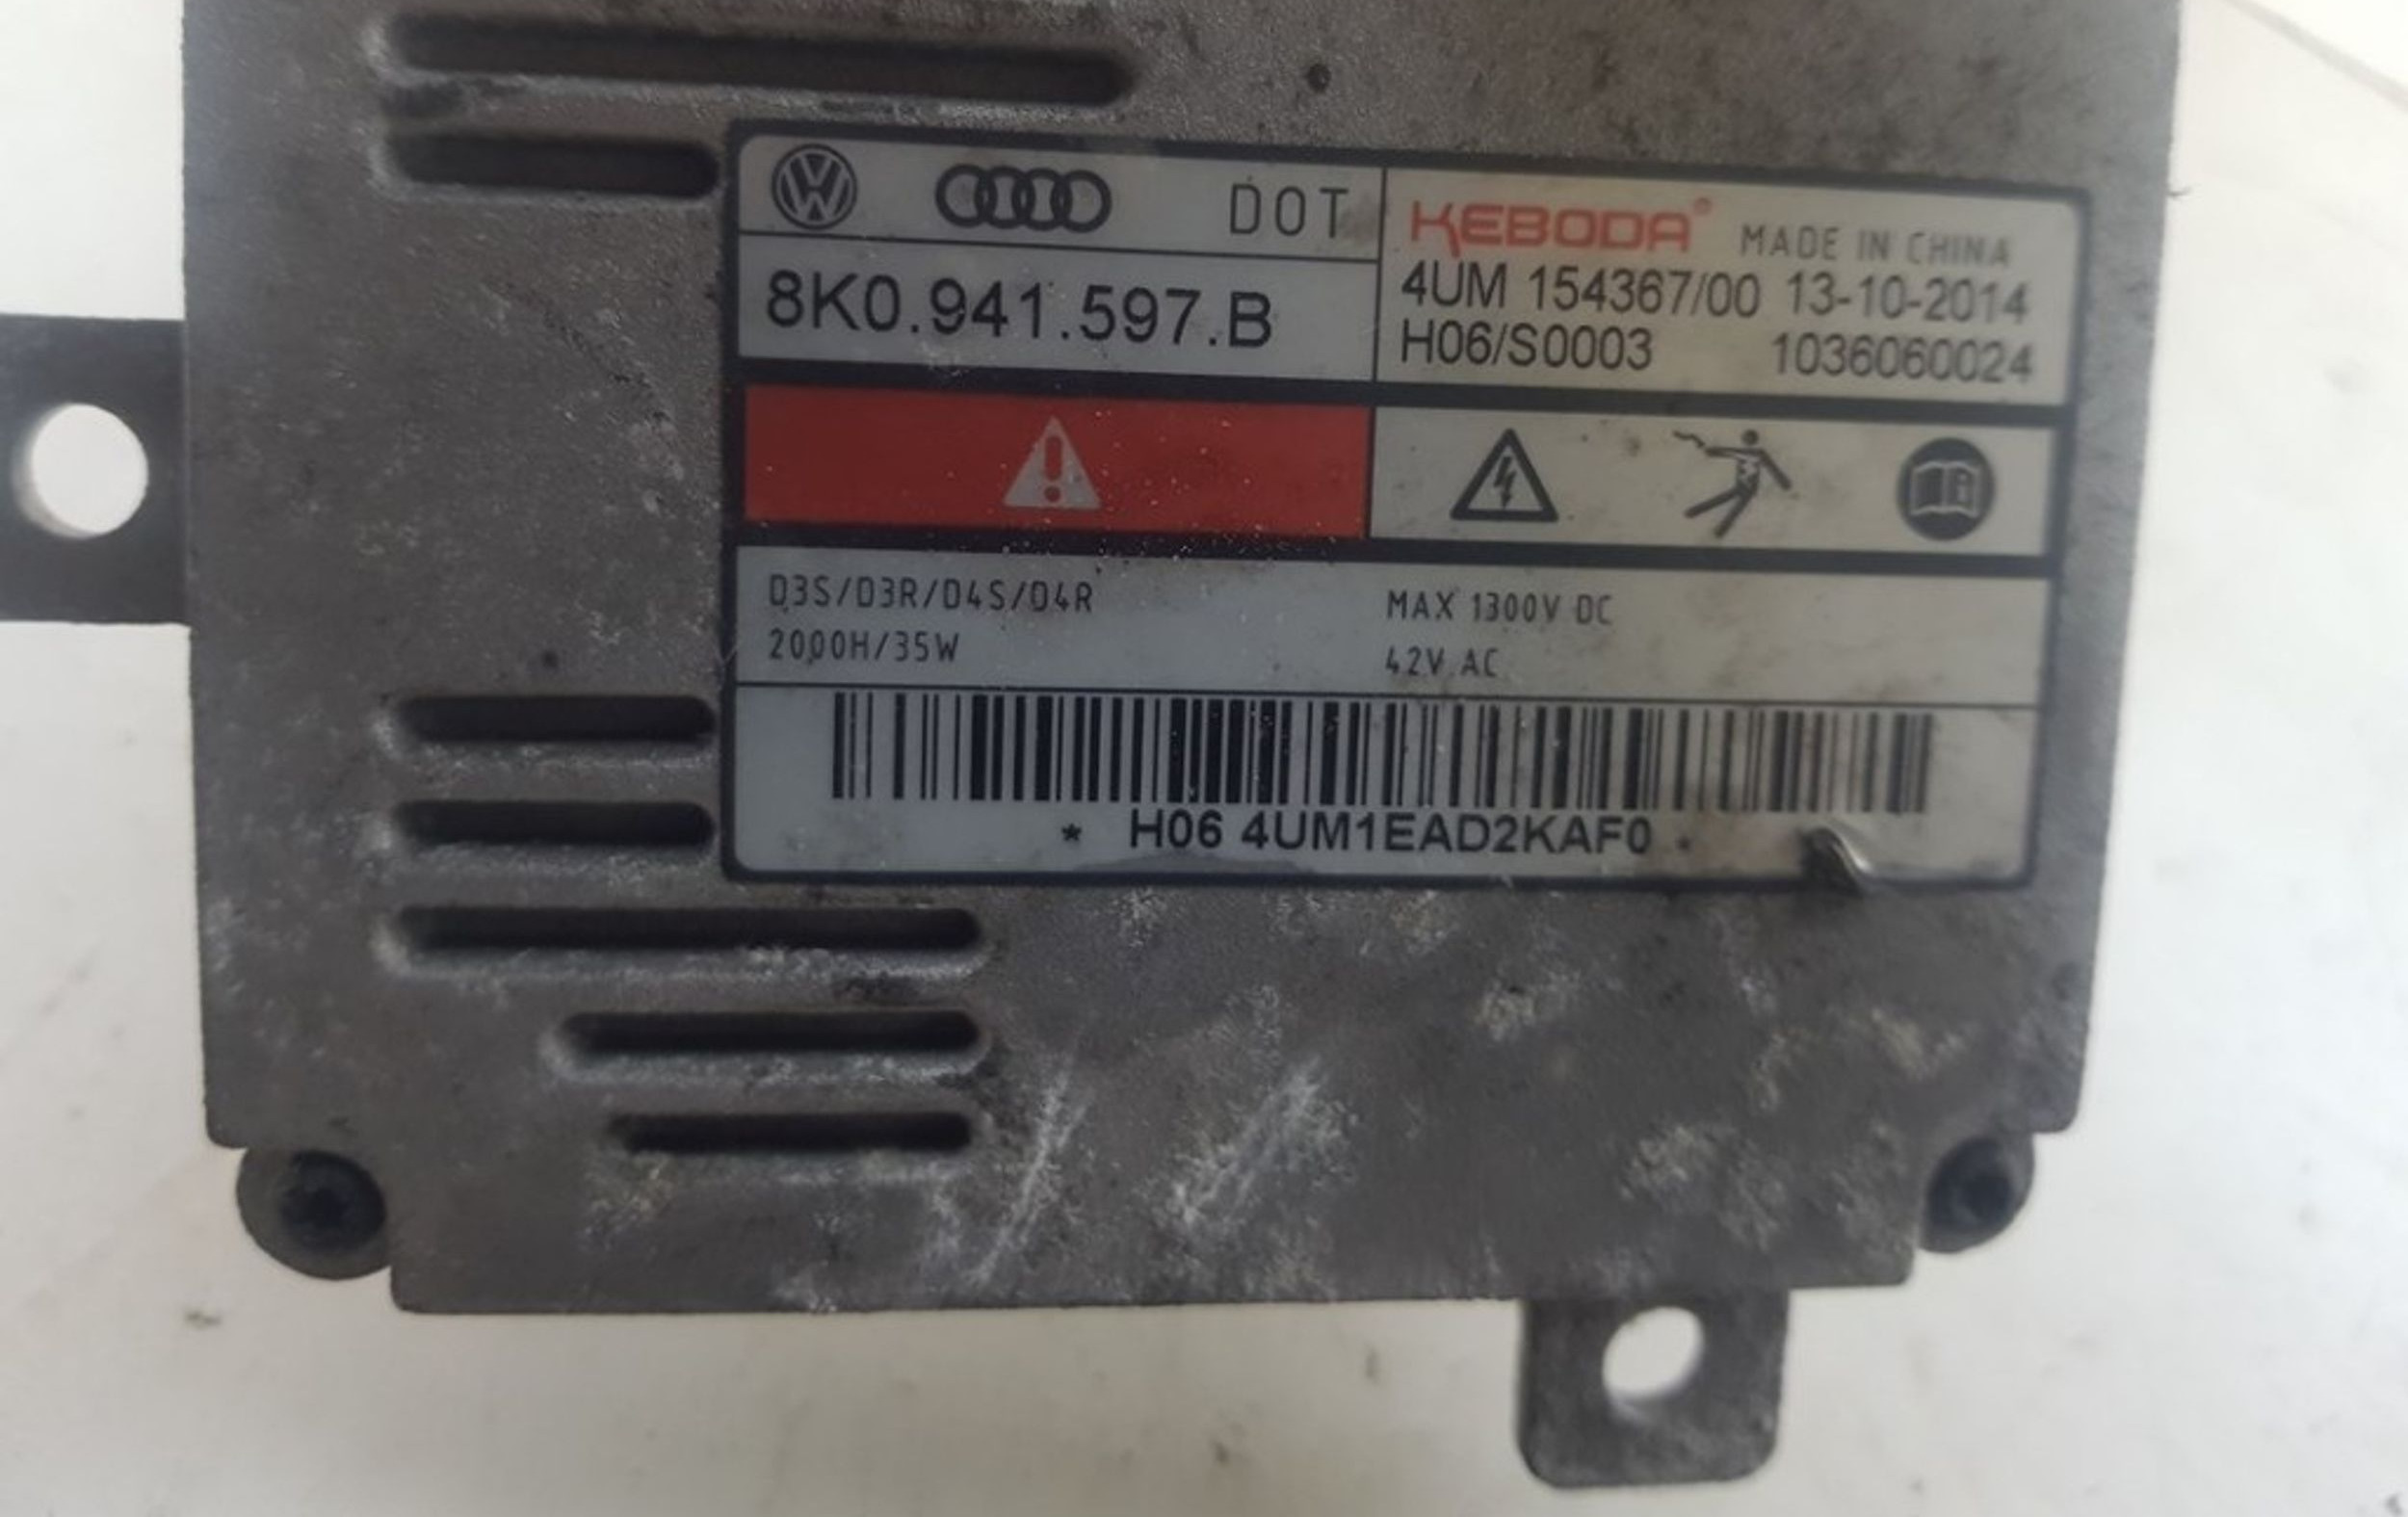 DOT
8K0.941.597.B
KEBODA® MADE IN CHINA
4UM 154367/00 13-10-2014
H06/S0003 1036060024
D3S/D3R/D4S/D4R
2000H/35W
MAX 1300V DC
42V AC
* H06 4UM1EAD2KAF0 *